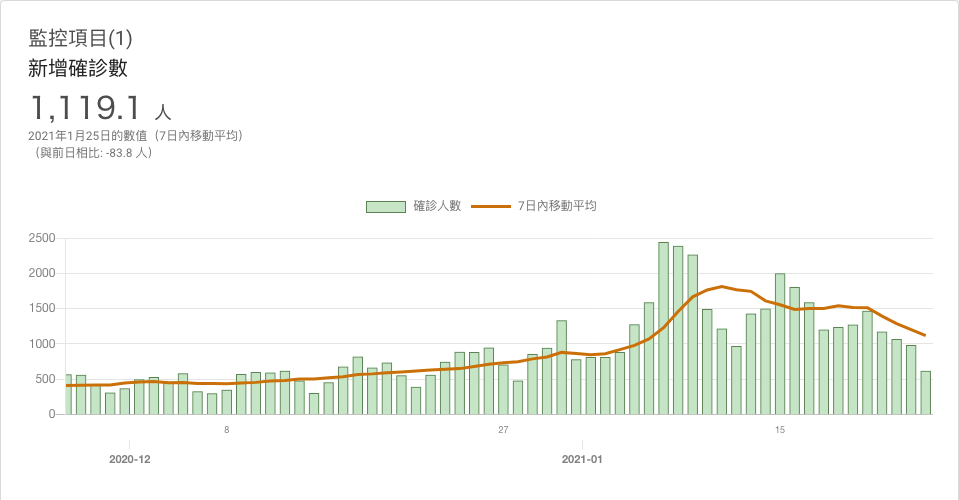 監控項目(1)
新增確診數
1,119.1 人
2021年1月25日的數值（7日內移動平均）
（與前日相比: -83.8 人）
確診人數 7日內移動平均
2500
2000
1500
1000
500
0
8 27 15
2020-12 2021-01